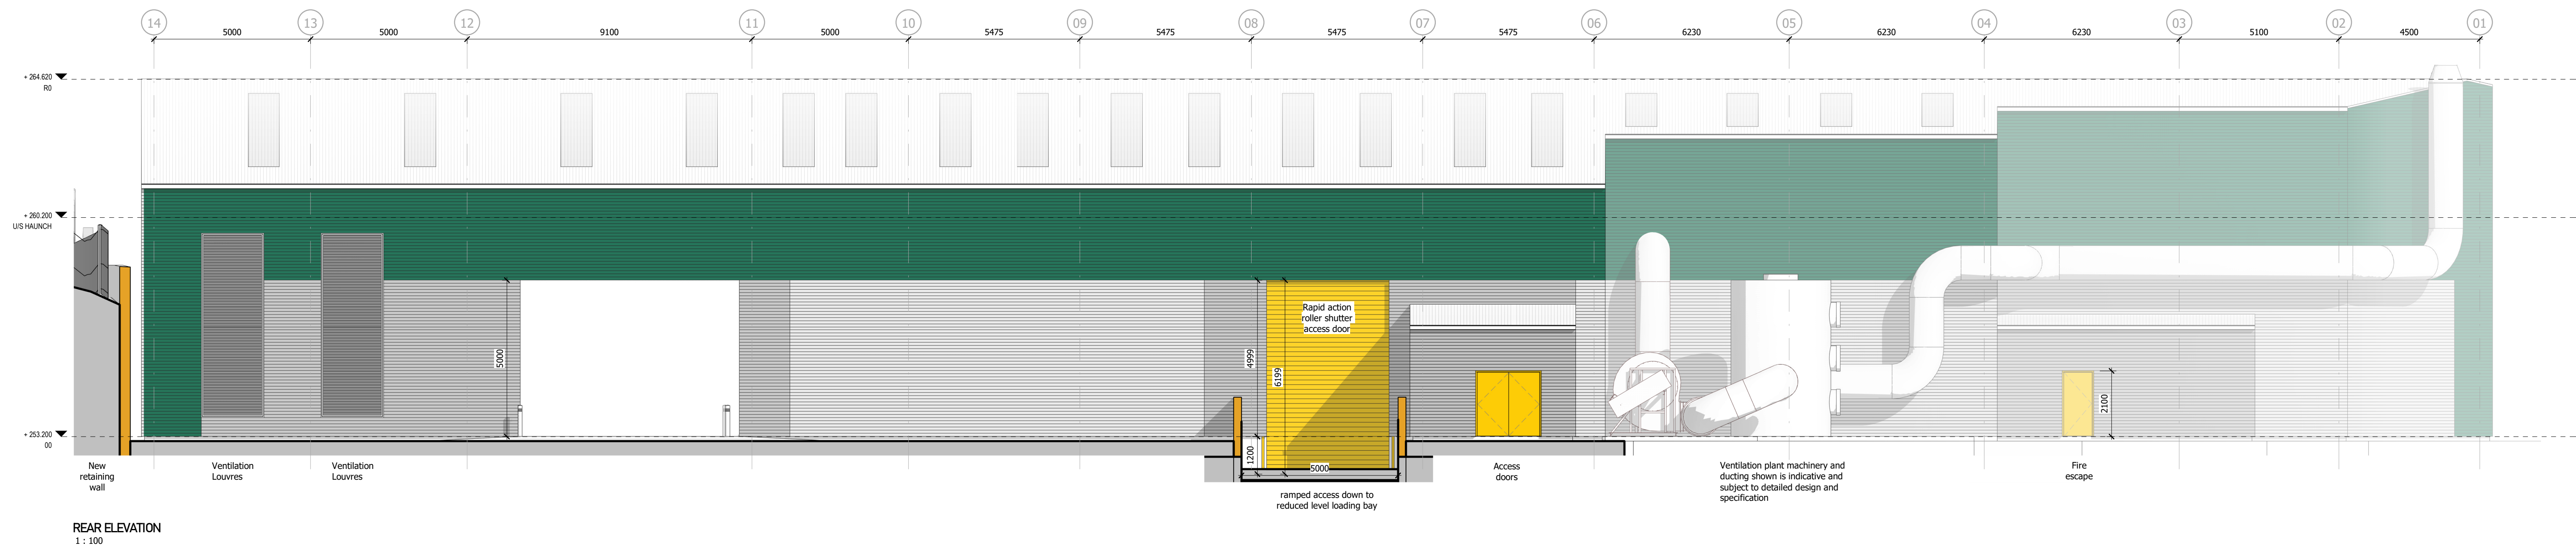 14 13 12 11 10 09 08 07 06 05 04 03 02 01
5000 5000 9100 5000 5475 5475 5475 5475 6230 6230 6230 5100 4500
+ 264.620
R0
+ 260.200
U/S HAUNCH
+ 253.200
00
Rapid action
roller shutter
access door
5000
4999
6199
1200
5000
2100
New
retaining
wall
Ventilation
Louvres
Ventilation
Louvres
ramped access down to
reduced level loading bay
Access
doors
Ventilation plant machinery and
ducting shown is indicative and
subject to detailed design and
specification
Fire
escape
REAR ELEVATION
1 : 100